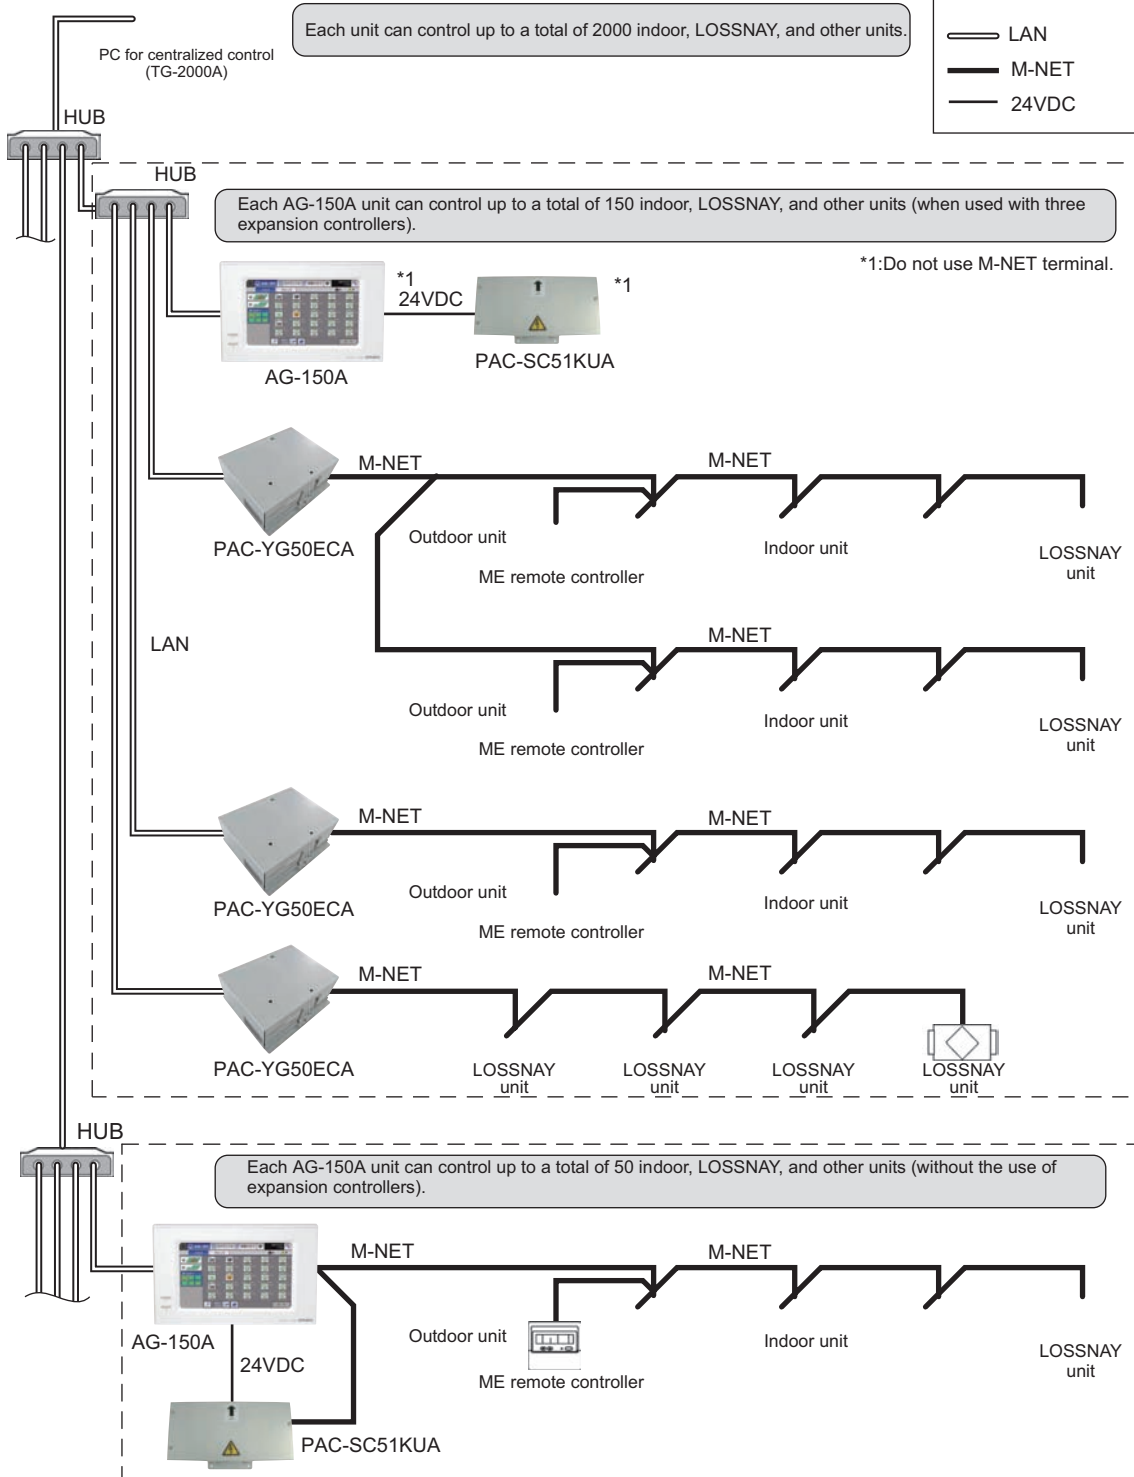 Each unit can control up to a total of 2000 indoor, LOSSNAY, and other units.
LAN
M-NET
24VDC
PC for centralized control
(TG-2000A)
HUB
HUB
Each AG-150A unit can control up to a total of 150 indoor, LOSSNAY, and other units (when used with three
expansion controllers).
*1:Do not use M-NET terminal.
*1
24VDC
*1
AG-150A
PAC-SC51KUA
M-NET
M-NET
PAC-YG50ECA
Outdoor unit
ME remote controller
Indoor unit
LOSSNAY
unit
LAN
M-NET
Outdoor unit
ME remote controller
Indoor unit
LOSSNAY
unit
M-NET
M-NET
PAC-YG50ECA
Outdoor unit
ME remote controller
Indoor unit
LOSSNAY
unit
M-NET
M-NET
PAC-YG50ECA
LOSSNAY
unit
LOSSNAY
unit
LOSSNAY
unit
LOSSNAY
unit
HUB
Each AG-150A unit can control up to a total of 50 indoor, LOSSNAY, and other units (without the use of
expansion controllers).
M-NET
M-NET
AG-150A
24VDC
Outdoor unit
ME remote controller
Indoor unit
LOSSNAY
unit
PAC-SC51KUA